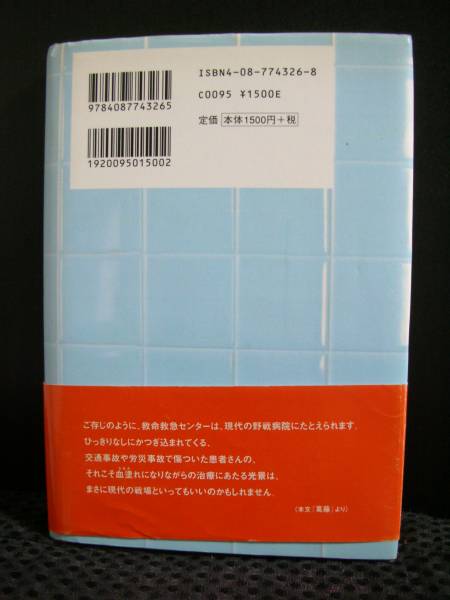 ISBN4-08-774326-8
9784087743265
C0095 ¥1500E
定価 本体1500円+税
1920095015002
ご存じのように、救命救急センターは、現代の野戦病院にたとえられます。
ひっきりなしにかつぎ込まれてくる、
交通事故や労災事故で傷ついた患者さんの、
それこそ血塗れになりながらの治療にあたる光景は、
まさに現代の戦場といってもいいのかもしれません。
(本文「葛藤」より)